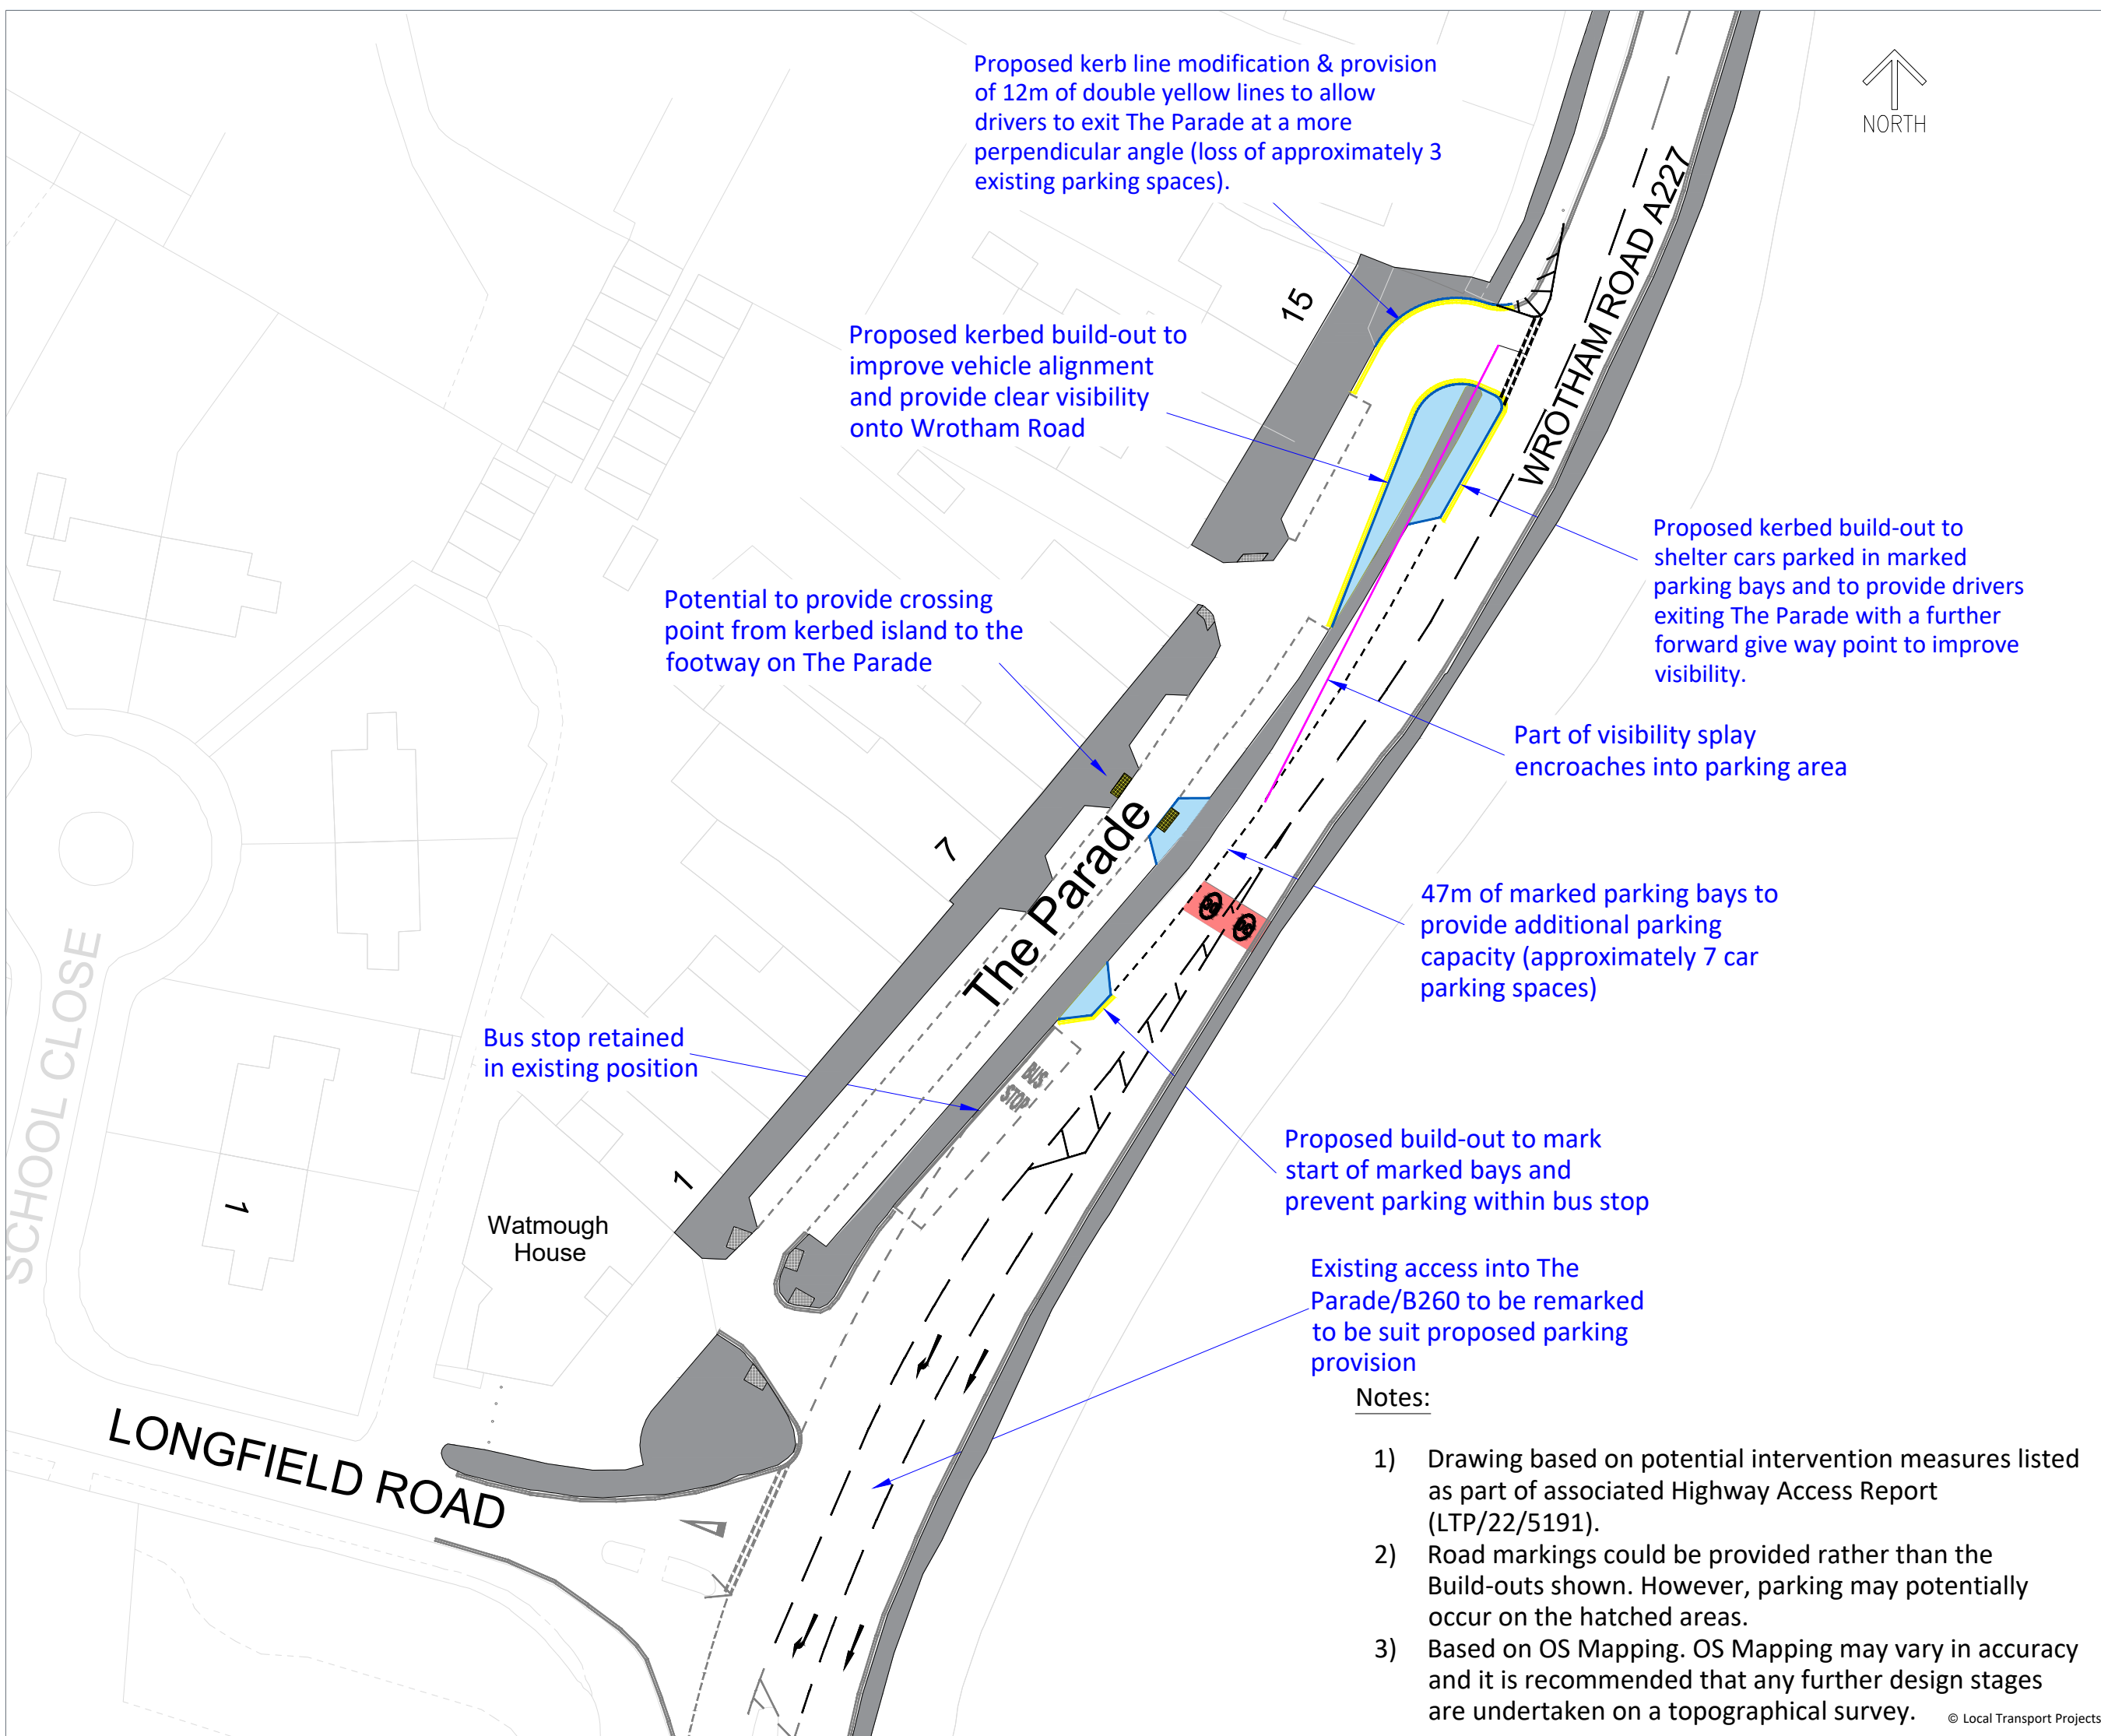 Proposed kerb line modification & provision
of 12m of double yellow lines to allow
drivers to exit The Parade at a more
perpendicular angle (loss of approximately 3
existing parking spaces).
NORTH
WROTHAM ROAD A227
15
Proposed kerbed build-out to
improve vehicle alignment
and provide clear visibility
onto Wrotham Road
Proposed kerbed build-out to
shelter cars parked in marked
parking bays and to provide drivers
exiting The Parade with a further
forward give way point to improve
visibility.
Potential to provide crossing
point from kerbed island to the
footway on The Parade
Part of visibility splay
encroaches into parking area
7
The Parade
47m of marked parking bays to
provide additional parking
capacity (approximately 7 car
parking spaces)
SCHOOL CLOSE
Bus stop retained
in existing position
BUS
STOP
Proposed build-out to mark
start of marked bays and
prevent parking within bus stop
1
1
Watmough
House
Existing access into The
Parade/B260 to be remarked
to be suit proposed parking
provision
LONGFIELD ROAD
Notes:
1) Drawing based on potential intervention measures listed
as part of associated Highway Access Report
(LTP/22/5191).
2) Road markings could be provided rather than the
Build-outs shown. However, parking may potentially
occur on the hatched areas.
3) Based on OS Mapping. OS Mapping may vary in accuracy
and it is recommended that any further design stages
are undertaken on a topographical survey.
© Local Transport Projects